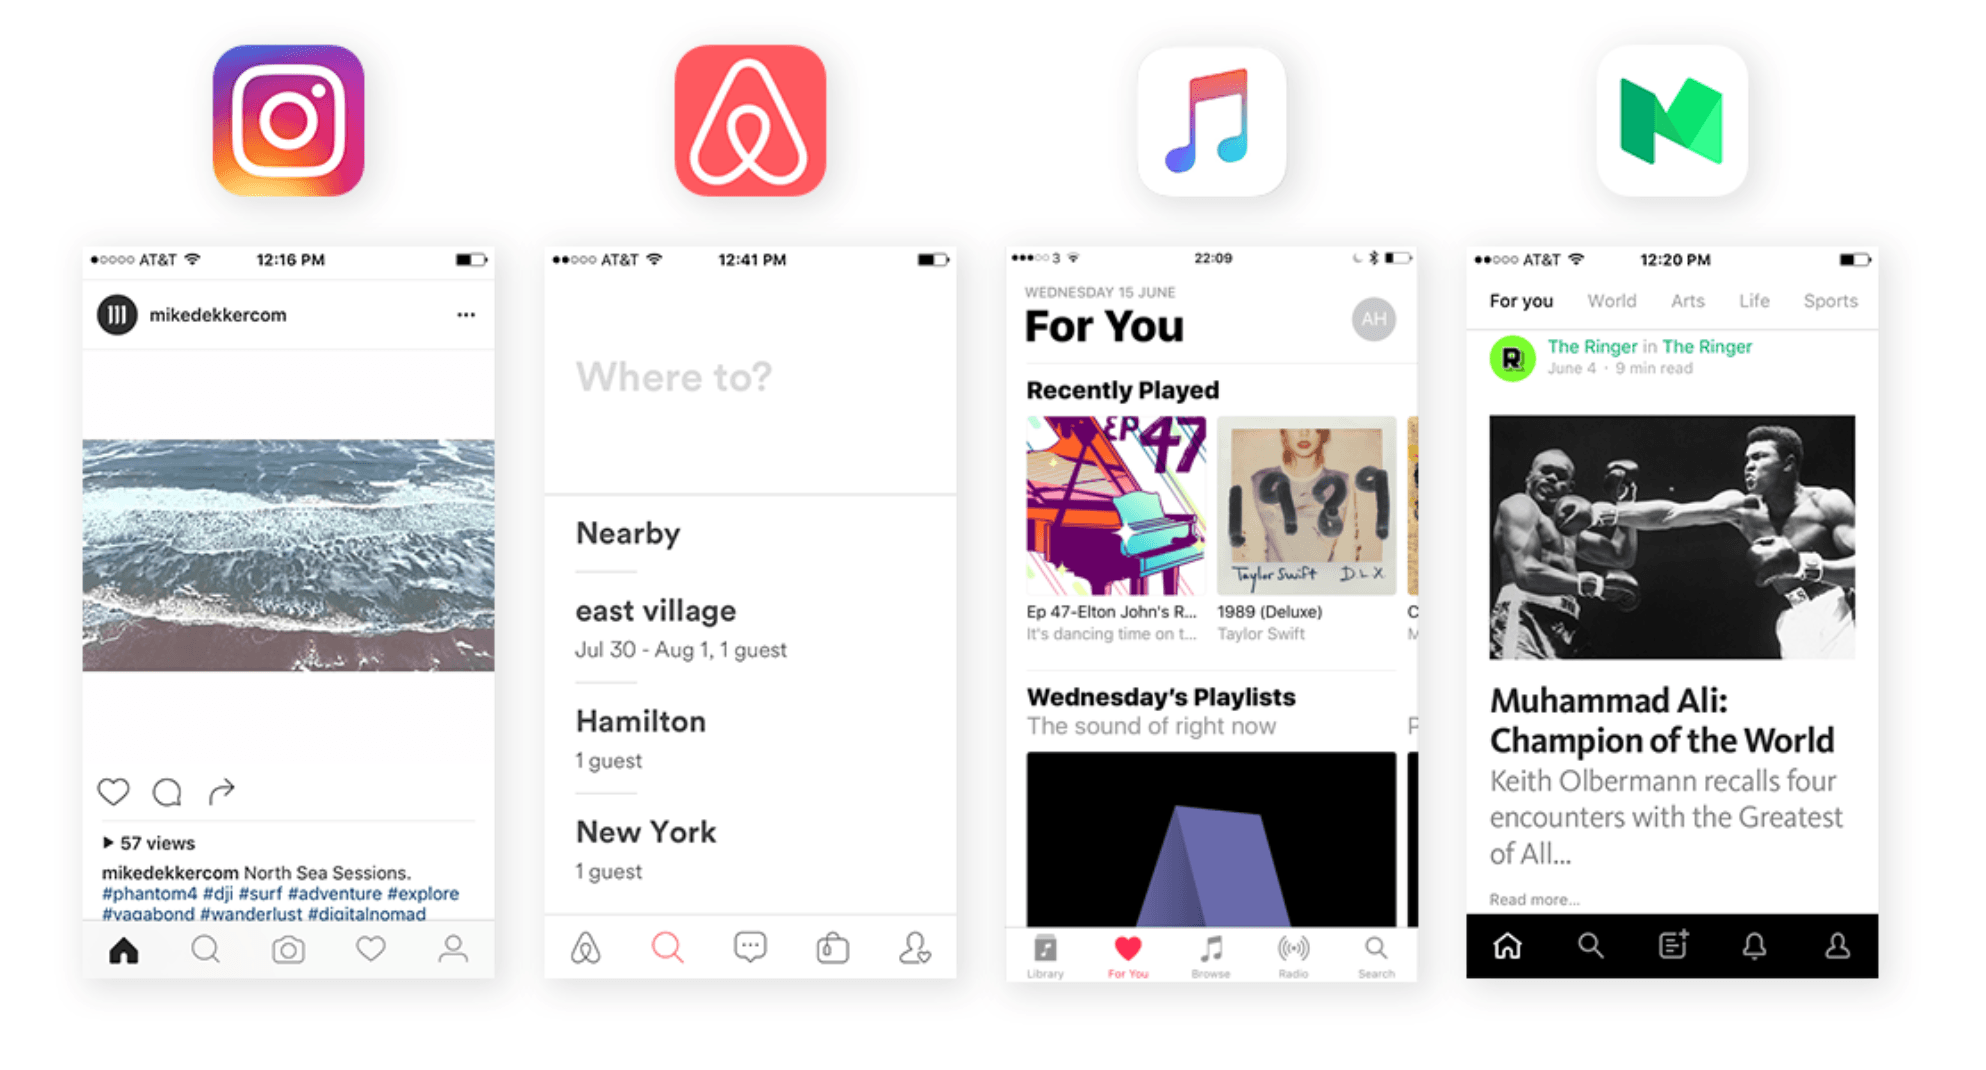 AT&T 12:16 PM
mikedekkercom
57 views
mikedekkercom North Sea Sessions.
#phantom4 #dji #surf #adventure #explore
#vagabond #wanderlust #digitalnomad
AT&T 12:41 PM
Where to?
Nearby
east village
Jul 30 - Aug 1, 1 guest
Hamilton
1 guest
New York
1 guest
3 22:09
WEDNESDAY 15 JUNE
For You
AH
Recently Played
EP 47
1989
Taylor Swift D.L.X.
Ep 47-Elton John's R... 1989 (Deluxe) C
It's dancing time on t... Taylor Swift M
Wednesday's Playlists
The sound of right now P
Library For You Browse Radio Search
AT&T 12:20 PM
For you World Arts Life Sports
R
The Ringer in The Ringer
June 4 · 9 min read
Muhammad Ali:
Champion of the World
Keith Olbermann recalls four
encounters with the Greatest
of All...
Read more...